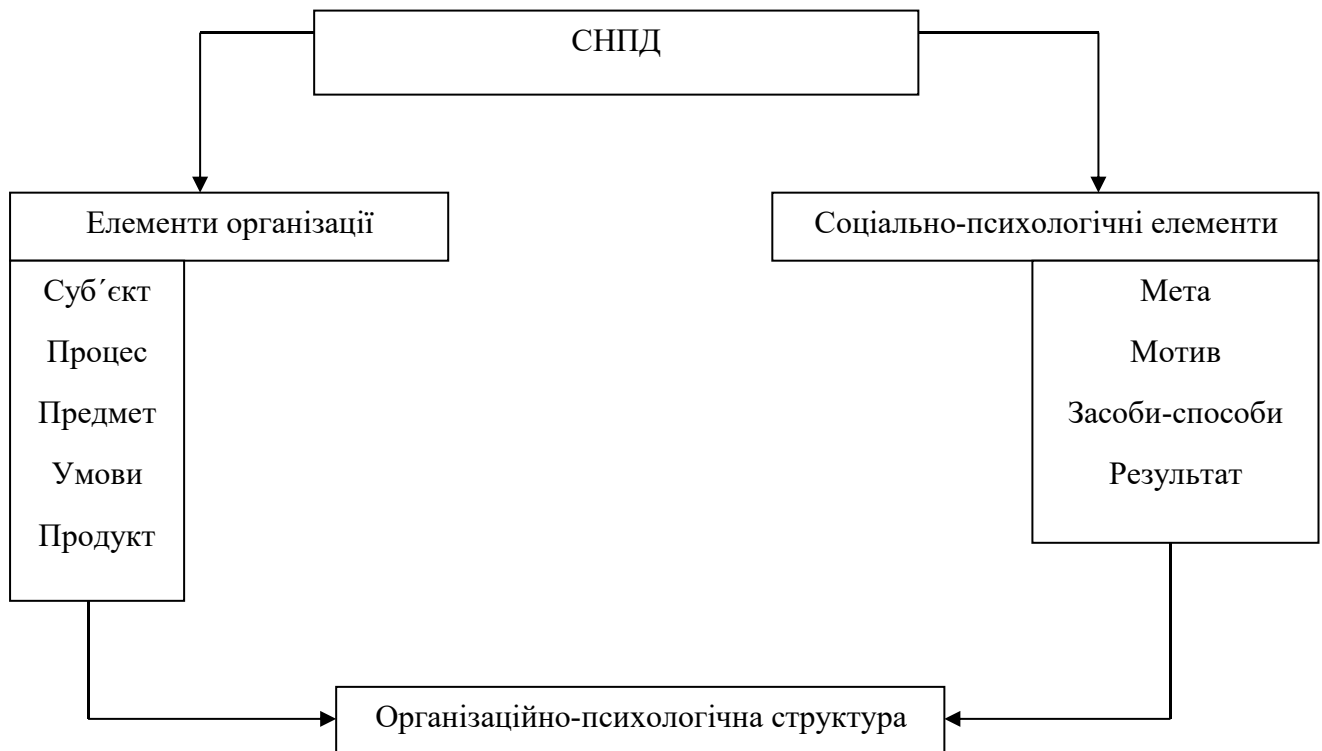 СНПД
Елементи організації
Суб´єкт
Процес
Предмет
Умови
Продукт
Соціально-психологічні елементи
Мета
Мотив
Засоби-способи
Результат
Організаційно-психологічна структура